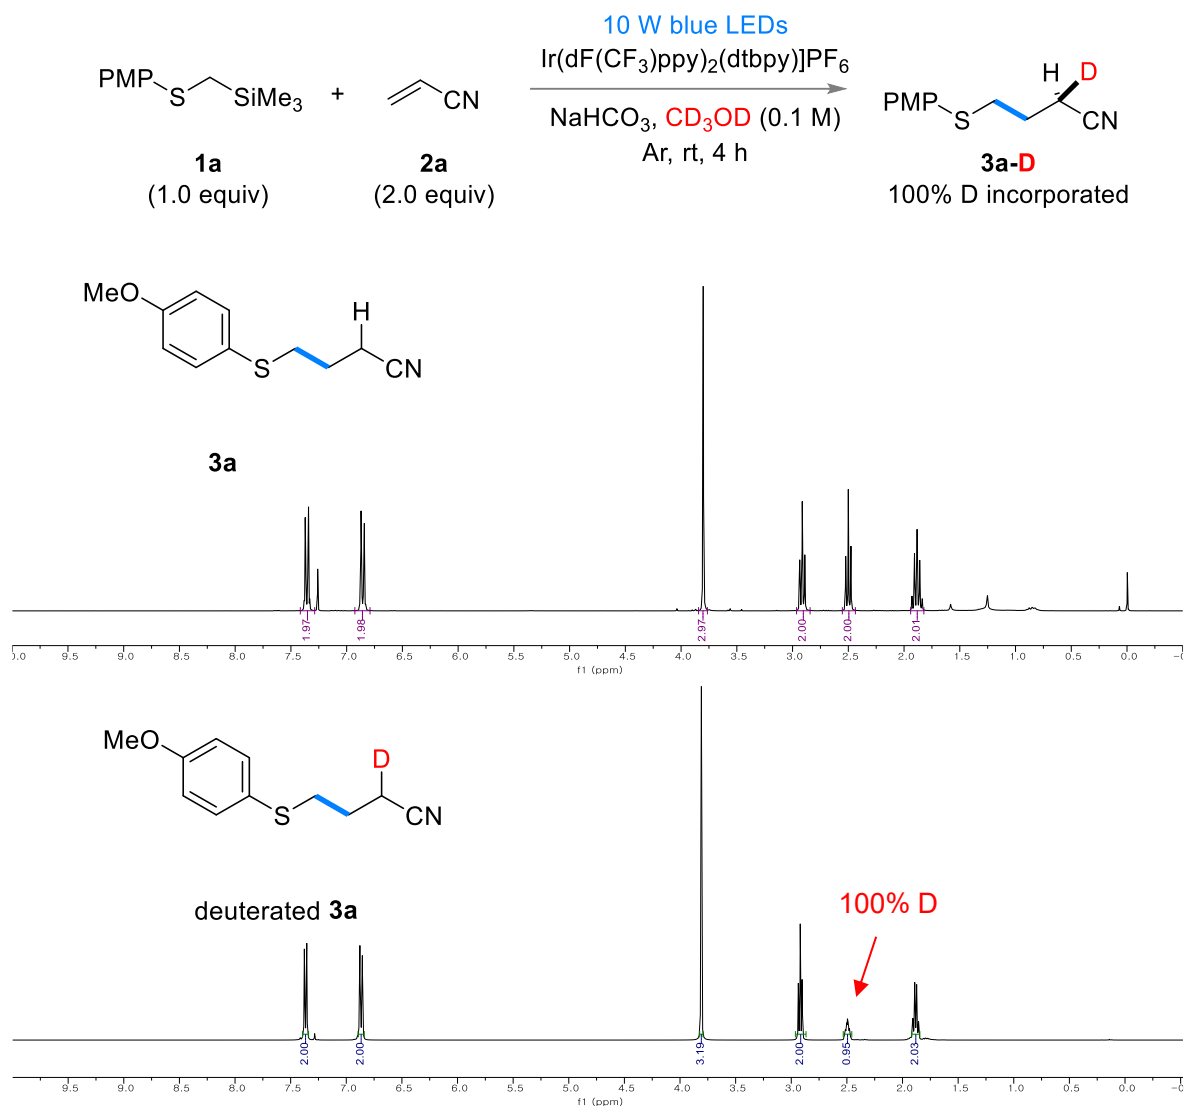 10 W blue LEDs
Ir(dF(CF3)ppy)2(dtbpy)]PF6
NaHCO3, CD3OD (0.1 M)
Ar, rt, 4 h
PMP S SiMe3 + CN
1a
(1.0 equiv)
2a
(2.0 equiv)
PMP S H D CN
3a-D
100% D incorporated
MeO S H CN
3a
1.97 1.98 2.97 2.00 2.00 2.01
0.0 9.5 9.0 8.5 8.0 7.5 7.0 6.5 6.0 5.5 5.0 4.5 4.0 3.5 3.0 2.5 2.0 1.5 1.0 0.5 0.0 -0
f1 (ppm)
MeO S D CN
deuterated 3a
100% D
2.00 2.00 3.19 2.00 0.95 2.03
9.5 9.0 8.5 8.0 7.5 7.0 6.5 6.0 5.5 5.0 4.5 4.0 3.5 3.0 2.5 2.0 1.5 1.0 0.5 0.0 -0
f1 (ppm)